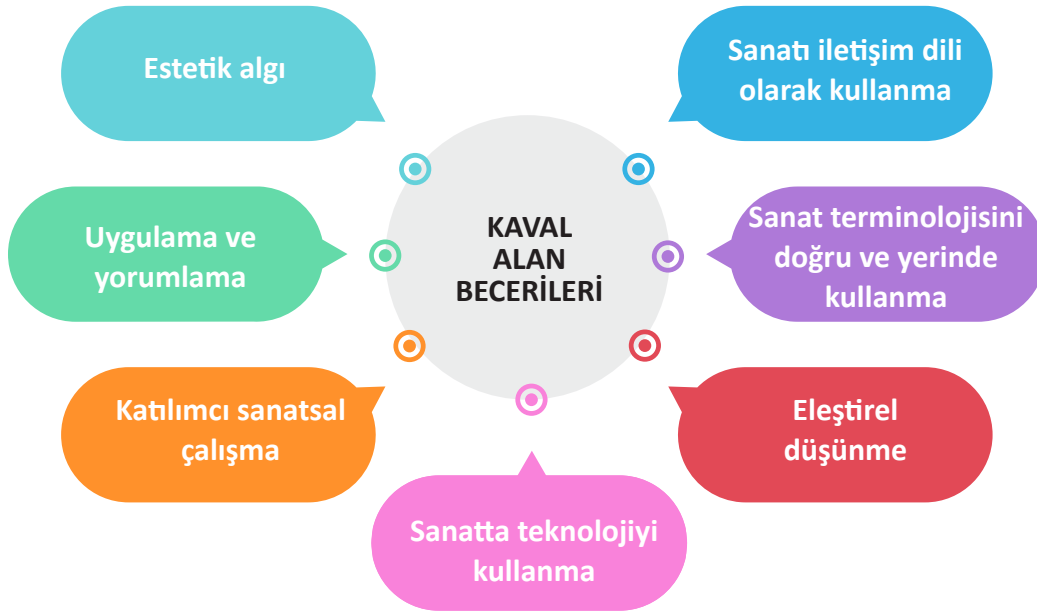 Estetik algı
Sanatı iletişim dili
olarak kullanma
Uygulama ve
yorumlama
KAVAL
ALAN
BECERİLERİ
Sanat terminolojisini
doğru ve yerinde
kullanma
Katılımcı sanatsal
çalışma
Eleştirel
düşünme
Sanatta teknolojiyi
kullanma